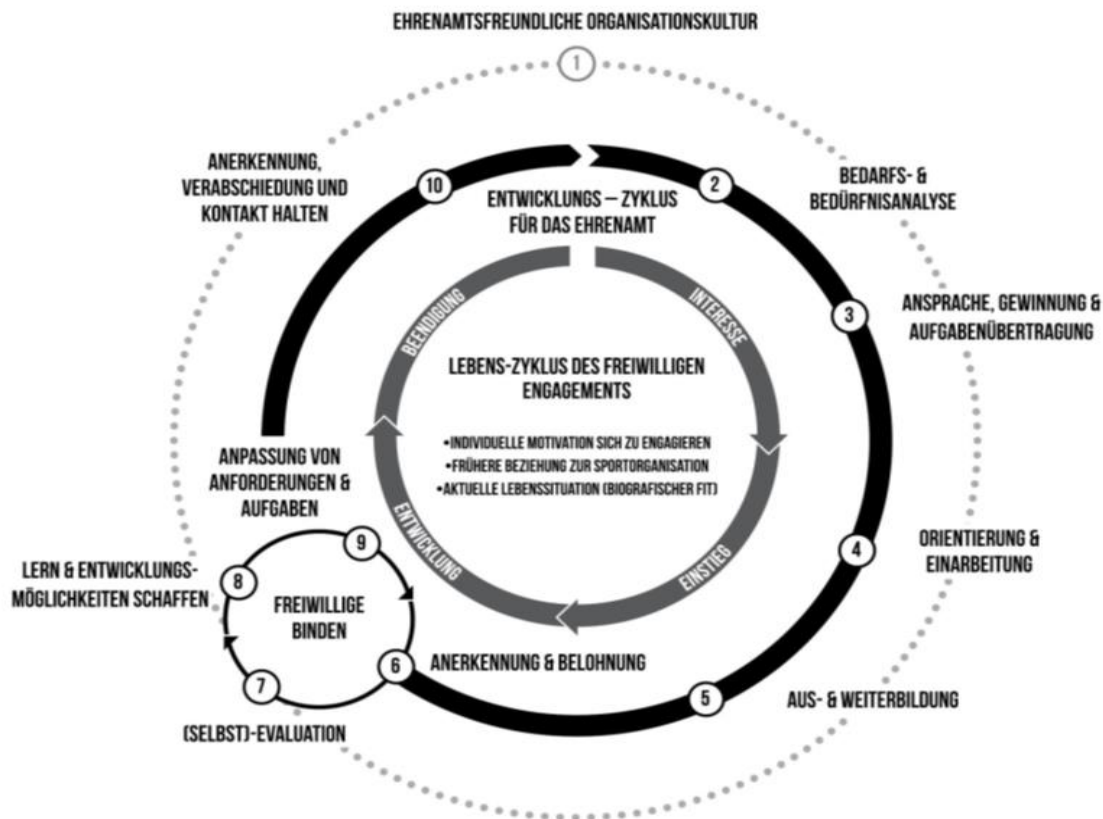 EHRENAMTSFREUNDLICHE ORGANISATIONSKULTUR
1
ANERKENNUNG,
VERABSCHIEDUNG UND
KONTAKT HALTEN
10
ENTWICKLUNGS – ZYKLUS
FÜR DAS EHRENAMT
2
BEDARFS- &
BEDÜRFNISANALYSE
3
ANSPRACHE, GEWINNUNG &
AUFGABENÜBERTRAGUNG
BEENDIGUNG
INTERESSE
LEBENS-ZYKLUS DES FREIWILLIGEN
ENGAGEMENTS
•INDIVIDUELLE MOTIVATION SICH ZU ENGAGIEREN
•FRÜHERE BEZIEHUNG ZUR SPORTORGANISATION
•AKTUELLE LEBENSSITUATION (BIOGRAFISCHER FIT)
ENTWICKLUNG
EINSTIEG
4
ORIENTIERUNG &
EINARBEITUNG
ANPASSUNG VON
ANFORDERUNGEN &
AUFGABEN
9
8
LERN & ENTWICKLUNGS-
MÖGLICHKEITEN SCHAFFEN
FREIWILLIGE
BINDEN
6
ANERKENNUNG & BELOHNUNG
7
(SELBST)-EVALUATION
5
AUS- & WEITERBILDUNG